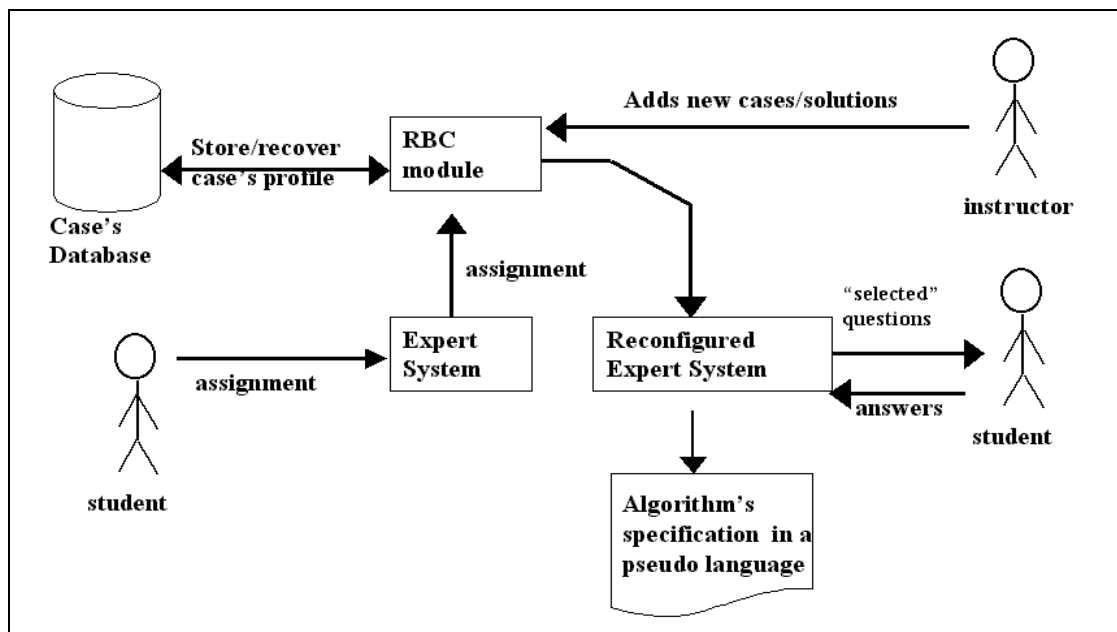 Adds new cases/solutions
RBC
module
Store/recover
case's profile
instructor
Case's
Database
assignment
"selected"
questions
Expert
System
Reconfigured
Expert System
assignment
answers
student
student
Algorithm's
specification in a
pseudo language